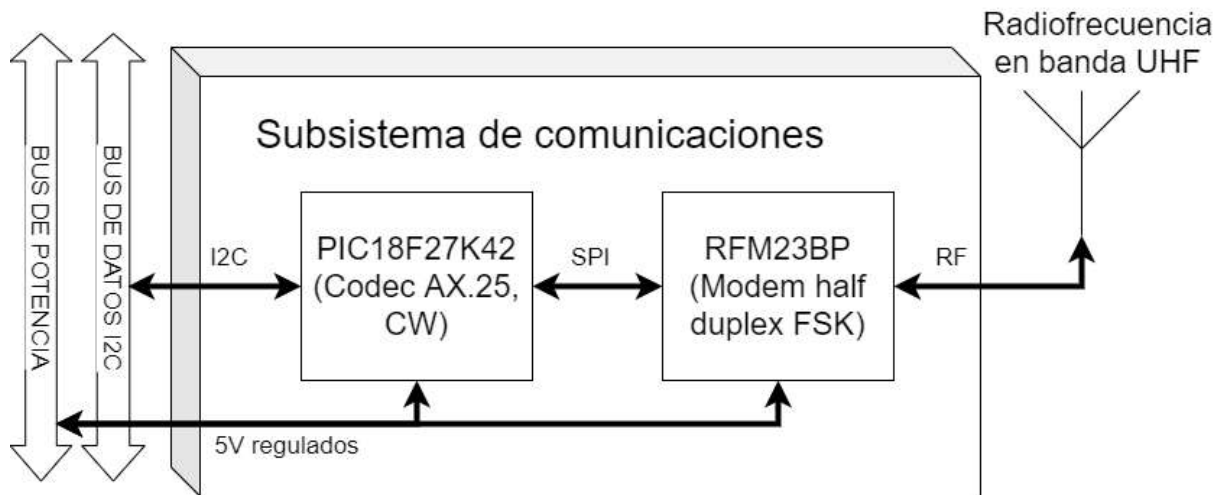 Radiofrecuencia
en banda UHF
Subsistema de comunicaciones
BUS DE POTENCIA
BUS DE DATOS I2C
I2C
PIC18F27K42
(Codec AX.25,
CW)
SPI
RFM23BP
(Modem half
duplex FSK)
RF
5V regulados